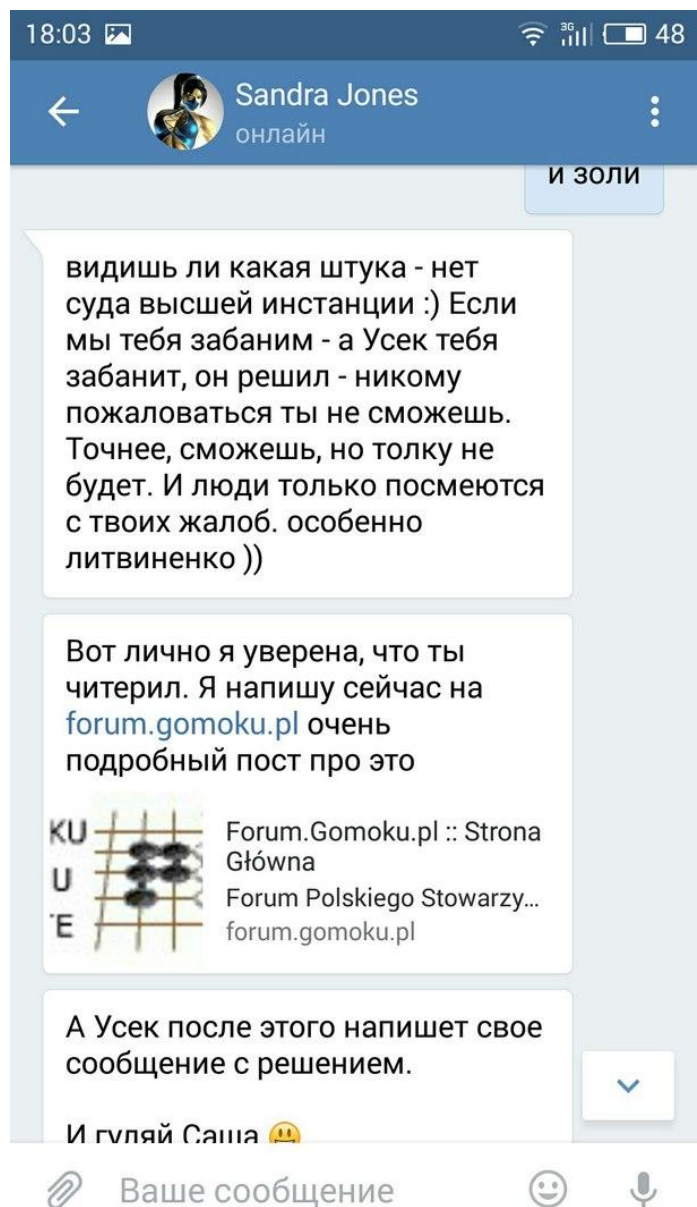 18:03
3G
48
Sandra Jones
онлайн
и золи
видишь ли какая штука - нет
суда высшей инстанции :) Если
мы тебя забаним - а Усек тебя
забанит, он решил - никому
пожаловаться ты не сможешь.
Точнее, сможешь, но толку не
будет. И люди только посмеются
с твоих жалоб. особенно
литвиненко ))
Вот лично я уверена, что ты
читерил. Я напишу сейчас на
forum.gomoku.pl очень
подробный пост про это
KU
U
'E
Forum.Gomoku.pl :: Strona
Główna
Forum Polskiego Stowarzy...
forum.gomoku.pl
А Усек после этого напишет свое
сообщение с решением.
И гуляй Саша 😃
Ваше сообщение